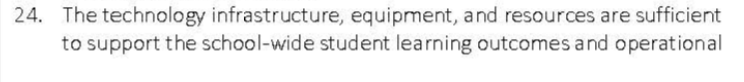 24. The technology infrastructure, equipment, and resources are sufficient
to support the school-wide student learning outcomes and operational